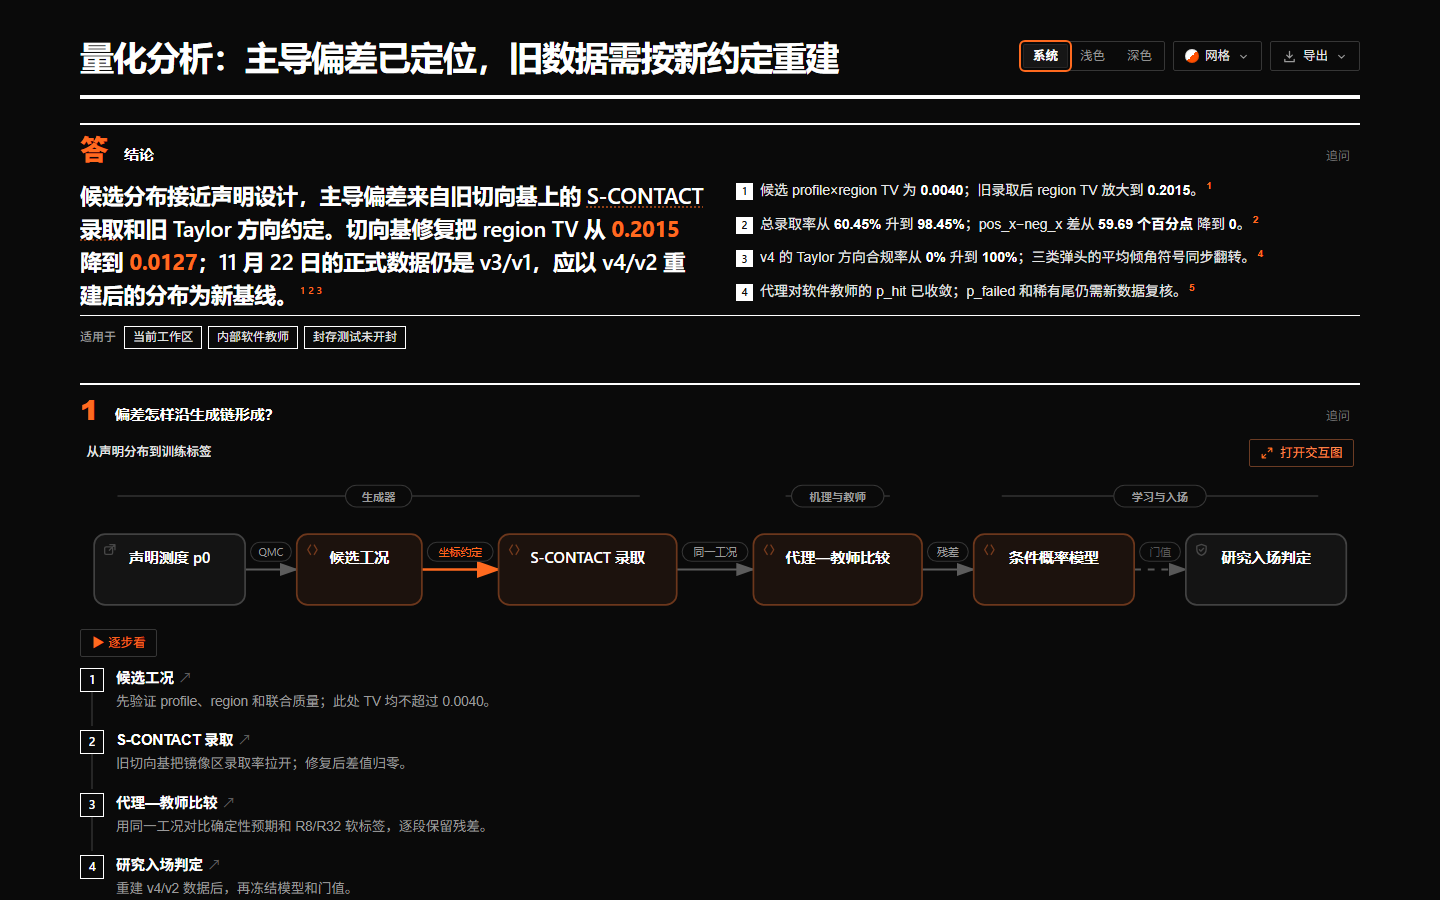 量化分析：主导偏差已定位，旧数据需按新约定重建
系统 浅色 深色 网格 导出
答 结论 追问
候选分布接近声明设计，主导偏差来自旧切向基上的 S-CONTACT
录取和旧 Taylor 方向约定。切向基修复把 region TV 从 0.2015
降到 0.0127；11 月 22 日的正式数据仍是 v3/v1，应以 v4/v2 重
建后的分布为新基线。 1 2 3
1 候选 profile×region TV 为 0.0040；旧录取后 region TV 放大到 0.2015。 1
2 总录取率从 60.45% 升到 98.45%；pos_x−neg_x 差从 59.69 个百分点 降到 0。 2
3 v4 的 Taylor 方向合规率从 0% 升到 100%；三类弹头的平均倾角符号同步翻转。 4
4 代理对软件教师的 p_hit 已收敛；p_failed 和稀有尾仍需新数据复核。 5
适用于 当前工作区 内部软件教师 封存测试未开封
1 偏差怎样沿生成链形成？ 追问
从声明分布到训练标签 打开交互图
生成器 机理与教师 学习与入场
声明测度 p0 QMC 候选工况 坐标约定 S-CONTACT 录取 同一工况 代理—教师比较 残差 条件概率模型 门值 研究入场判定
逐步看
1 候选工况
先验证 profile、region 和联合质量；此处 TV 均不超过 0.0040。
2 S-CONTACT 录取
旧切向基把镜像区录取率拉开；修复后差值归零。
3 代理—教师比较
用同一工况对比确定性预期和 R8/R32 软标签，逐段保留残差。
4 研究入场判定
重建 v4/v2 数据后，再冻结模型和门值。